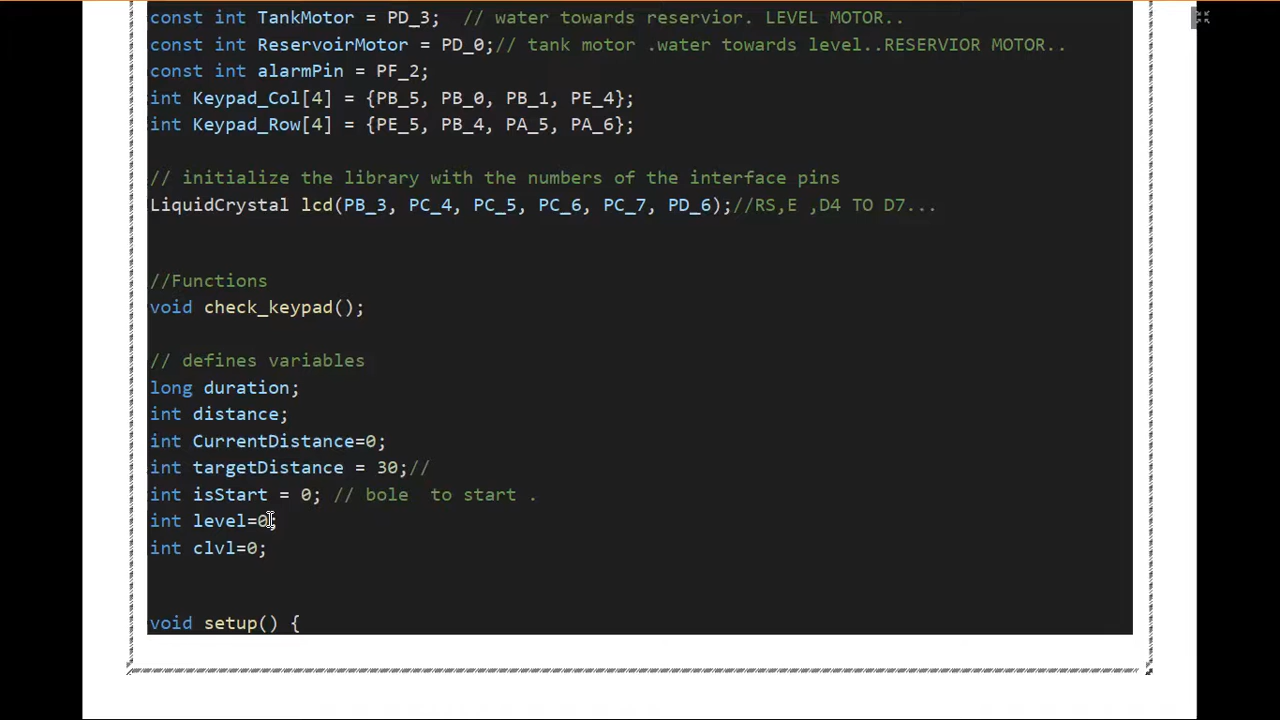 const int TankMotor = PD_3;  // water towards reservior. LEVEL MOTOR..
const int ReservoirMotor = PD_0;// tank motor .water towards level..RESERVIOR MOTOR..
const int alarmPin = PF_2;
int Keypad_Col[4] = {PB_5, PB_0, PB_1, PE_4};
int Keypad_Row[4] = {PE_5, PB_4, PA_5, PA_6};
// initialize the library with the numbers of the interface pins
LiquidCrystal lcd(PB_3, PC_4, PC_5, PC_6, PC_7, PD_6);//RS,E ,D4 TO D7...
//Functions
void check_keypad();
// defines variables
long duration;
int distance;
int CurrentDistance=0;
int targetDistance = 30;//
int isStart = 0; // bole  to start .
int level=0;
int clvl=0;
void setup() {